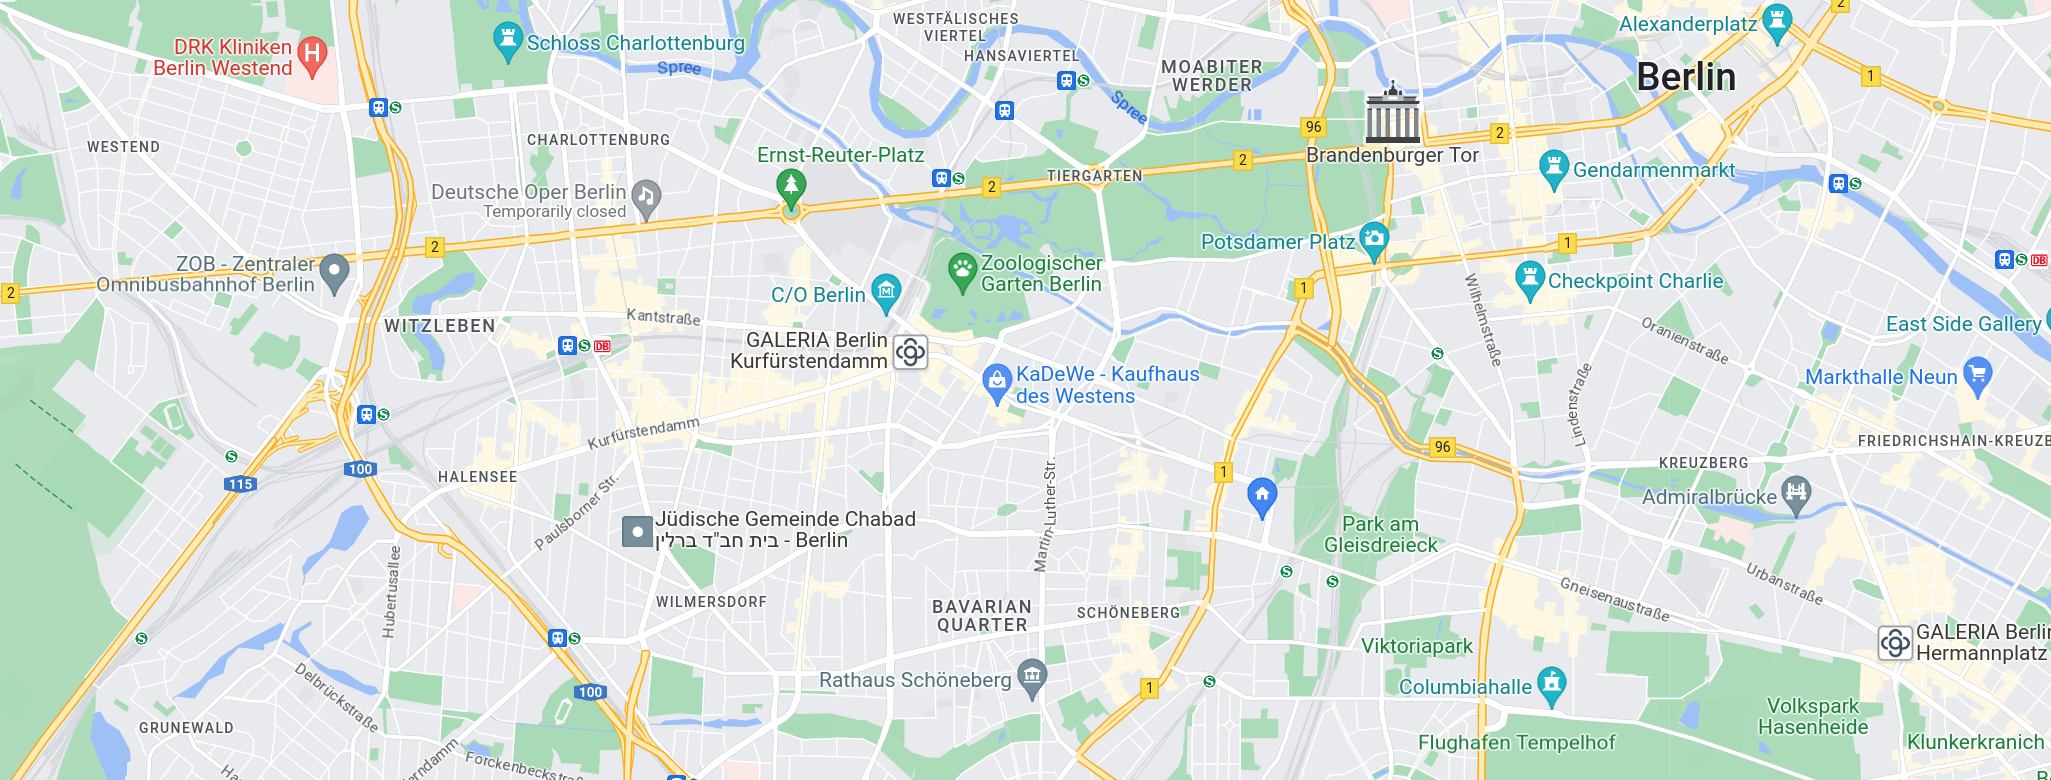 WESTFÄLISCHES
VIERTEL
HANSAVIERTEL
MOABITER
WERDER
Alexanderplatz
2
1
Berlin
DRK Kliniken
Berlin Westend
H
Schloss Charlottenburg
Spree
Spree
S
S
96
2
Brandenburger Tor
WESTEND
CHARLOTTENBURG
Ernst-Reuter-Platz
S
2
TIERGARTEN
2
Gendarmenmarkt
S
Deutsche Oper Berlin
Temporarily closed
2
Potsdamer Platz
1
S
DB
ZOB - Zentraler
Omnibusbahnhof Berlin
2
Zoologischer
Garten Berlin
C/O Berlin
1
Checkpoint Charlie
Wilhelmstraße
WITZLEBEN
Kantstraße
S
DB
GALERIA Berlin
Kurfürstendamm
Oranienstraße
East Side Gallery
S
KaDeWe - Kaufhaus
des Westens
Markthalle Neun
Lindenstraße
S
Kurfürstendamm
96
FRIEDRICHSHAIN-KREUZB
S
100
115
HALENSEE
1
KREUZBERG
Admiralbrücke
Paulsborner Str.
Martin-Luther-Str.
Jüdische Gemeinde Chabad
בית חב"ד ברלין - Berlin
Park am
Gleisdreieck
S
S
Hubertusallee
Gneisenaustraße
Urbanstraße
WILMERSDORF
BAVARIAN
QUARTER
SCHÖNEBERG
S
S
Viktoriapark
GALERIA Berlin
Hermannplatz
Delbrückstraße
100
Rathaus Schöneberg
1
S
Columbiahalle
Volkspark
Hasenheide
GRUNEWALD
Flughafen Tempelhof
Klunkerkranich
Forckenbeckstraße